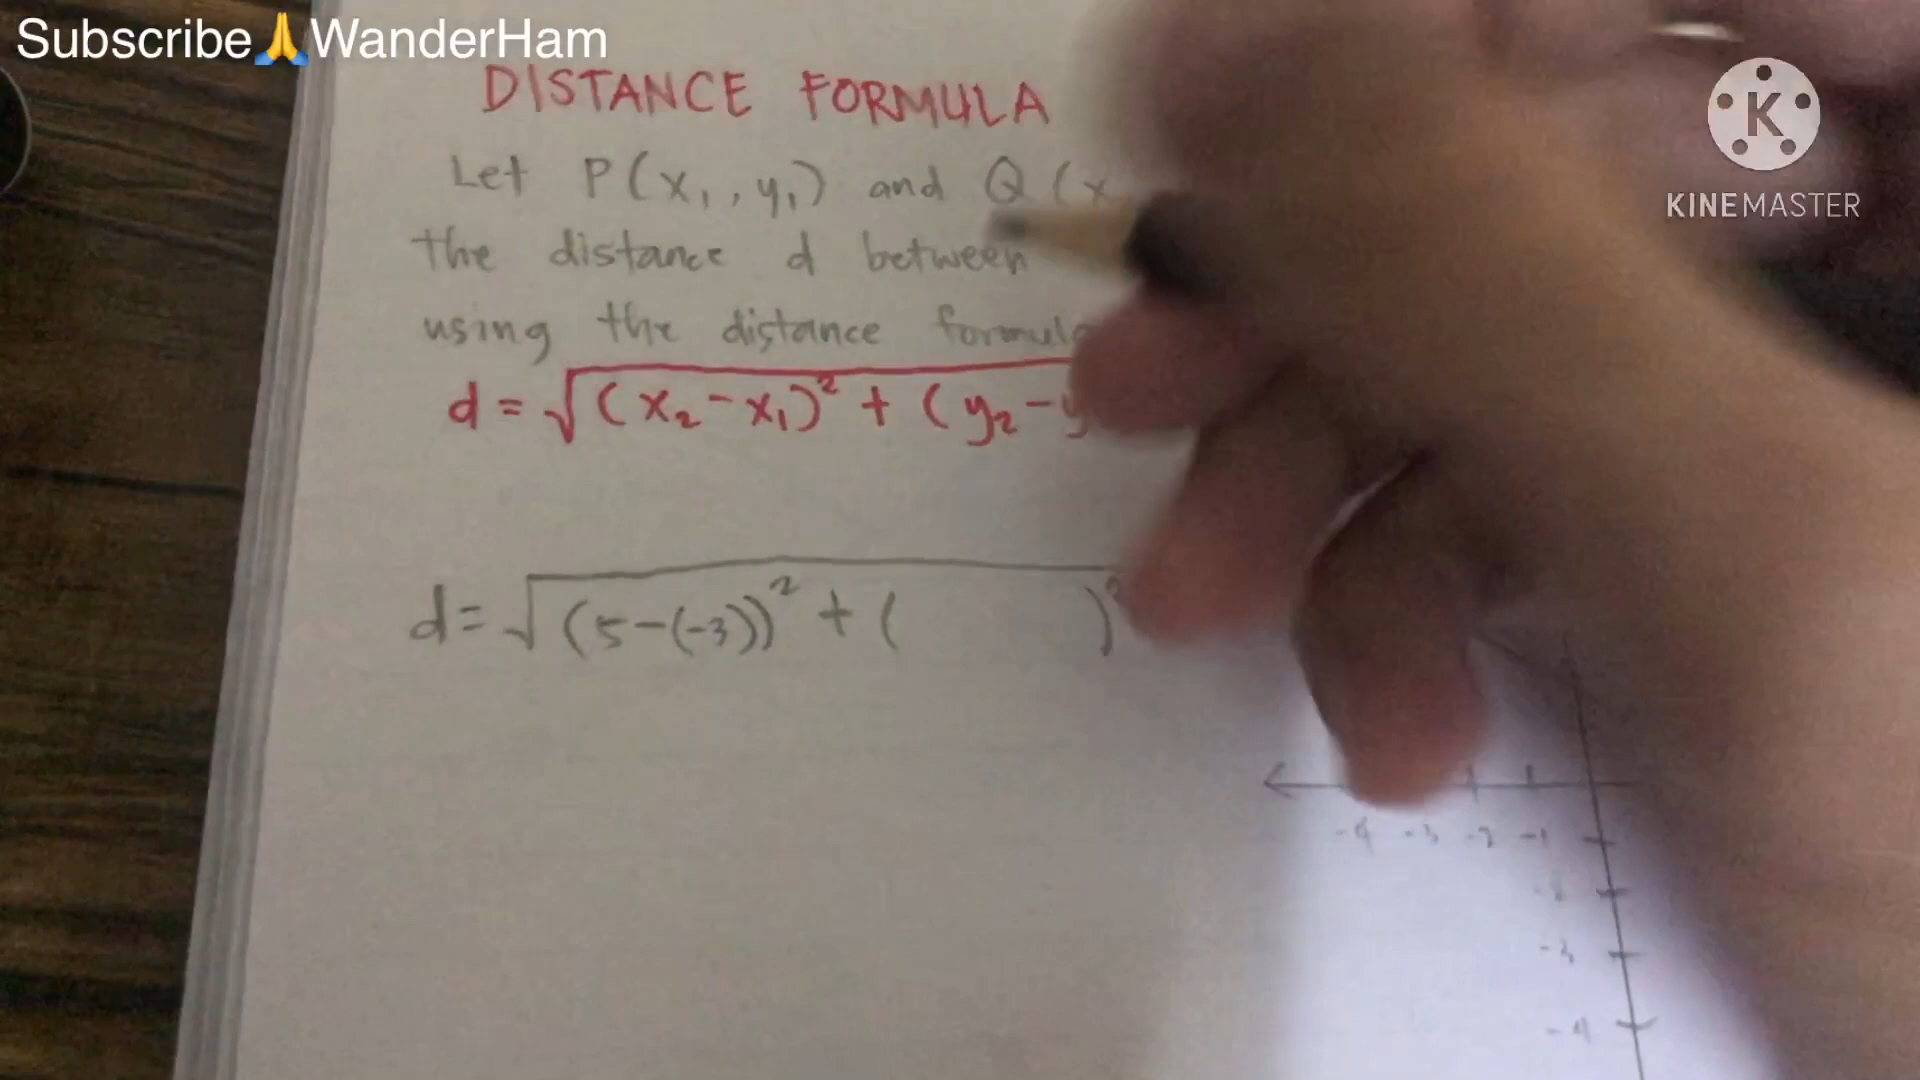 Subscribe🙏WanderHam
KINEMASTER
DISTANCE FORMULA
Let P(x₁, y₁) and Q(x
the distance d between
using the distance formula
d = √(x₂ - x₁)² + (y₂ - y
d = √(5-(-3))² + (     )²
-4 -3 -2 -1
-3
-4